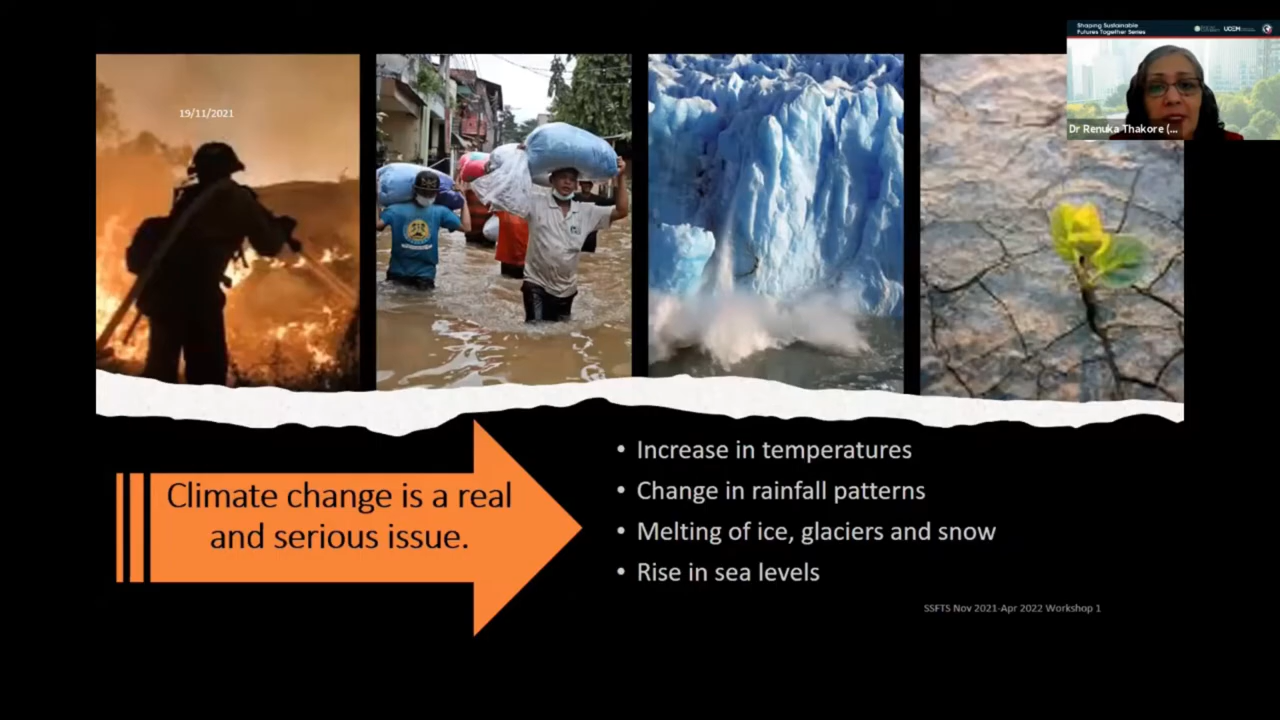 Shaping Sustainable
Futures Together Series
UCEM
Dr Renuka Thakore (...
19/11/2021
Climate change is a real
and serious issue.
• Increase in temperatures
• Change in rainfall patterns
• Melting of ice, glaciers and snow
• Rise in sea levels
SSFTS Nov 2021-Apr 2022 Workshop 1